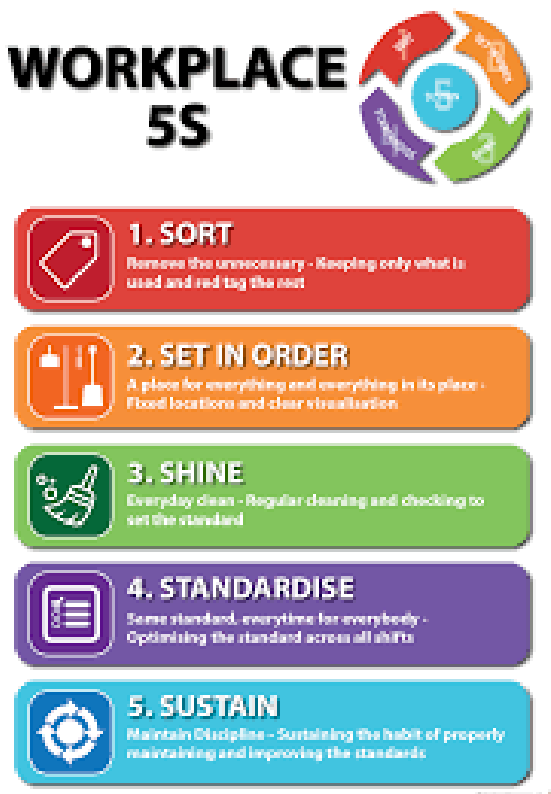 WORKPLACE
5S
1. SORT
Remove the unnecessary - Keeping only what is
used and red tag the rest
2. SET IN ORDER
A place for everything and everything in its place -
Fixed locations and clear visualisation
3. SHINE
Everyday clean - Regular cleaning and checking to
set the standard
4. STANDARDISE
Same standard, everytime for everybody -
Optimising the standard across all shifts
5. SUSTAIN
Maintain Discipline - Sustaining the habit of properly
maintaining and improving the standards